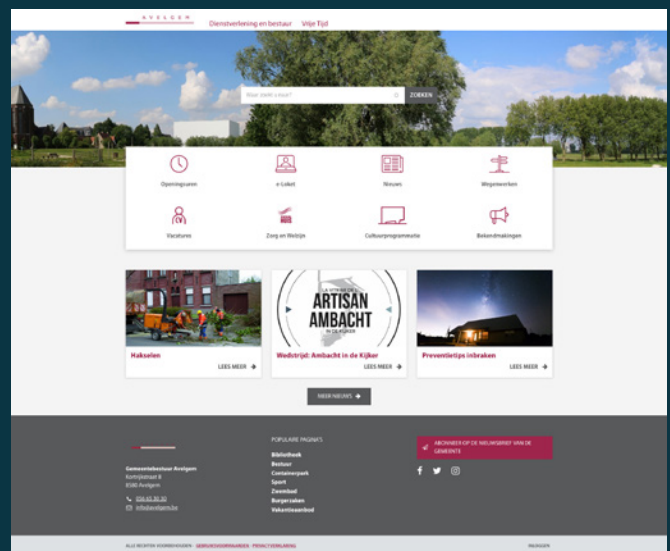 AVELGEM
Dienstverlening en bestuur Vrije Tijd
Waar zoekt u naar? ZOEKEN
Openingsuren e-Loket Nieuws Wegenwerken
Vacatures Zorg en Welzijn Cultuurprogrammatie Bekendmakingen
ARTISAN
AMBACHT
IN DE KIJKER
Hakselen Wedstrijd: Ambacht in de Kijker Preventietips inbraken
LEES MEER LEES MEER LEES MEER
MEER NIEUWS
POPULAIRE PAGINA'S
ABONNEER OP DE NIEUWSBRIEF VAN DE
GEMEENTE
Gemeentebestuur Avelgem
Kortrijkstraat 8
8580 Avelgem
056 65 30 30
info@avelgem.be
Bibliotheek
Bestuur
Containerpark
Sport
Zwembad
Burgerzaken
Vakantieaanbod
ALLE RECHTEN VOORBEHOUDEN - GEBRUIKSVOORWAARDEN - PRIVACYVERKLARING INLOGGEN